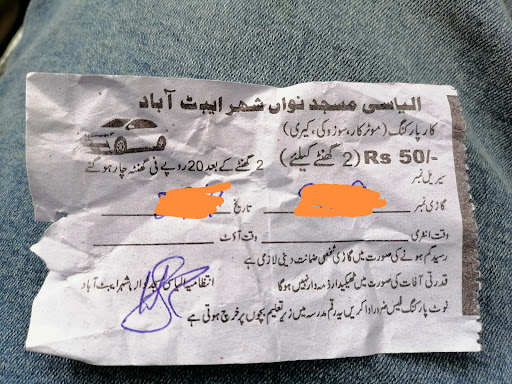 الیاسی مسجد نواں شہر ایبٹ آباد
کار پارکنگ (موٹر کار، سوزوکی، کیری)
Rs 50/- (2 گھنٹے کیلئے) 2 گھنٹے کے بعد 20 روپے فی گھنٹہ چارج ہونگے
سیریل نمبر
گاڑی نمبر تاریخ
وقت انٹری وقت آؤٹ
رسید گم ہونے کی صورت میں گاڑی شخصی ضمانت دینی لازمی ہے
قدرتی آفات کی صورت میں ٹھیکیدار ذمہ دار نہیں ہوگا
انتظامیہ الیاسی مسجد نواں شہر ایبٹ آباد
نوٹ پارکنگ فیس ضرور ادا کریں یہ رقم مدرسہ میں زیر تعلیم بچوں پر خرچ ہوتی ہے